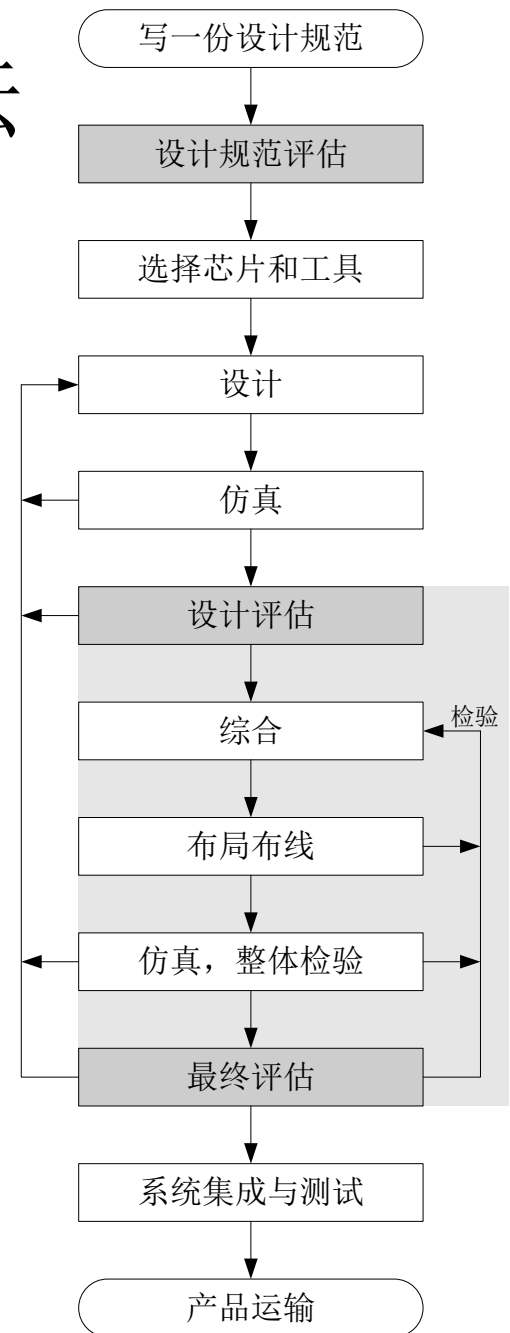 写一份设计规范
设计规范评估
选择芯片和工具
设计
仿真
设计评估
综合
检验
布局布线
仿真，整体检验
最终评估
系统集成与测试
产品运输